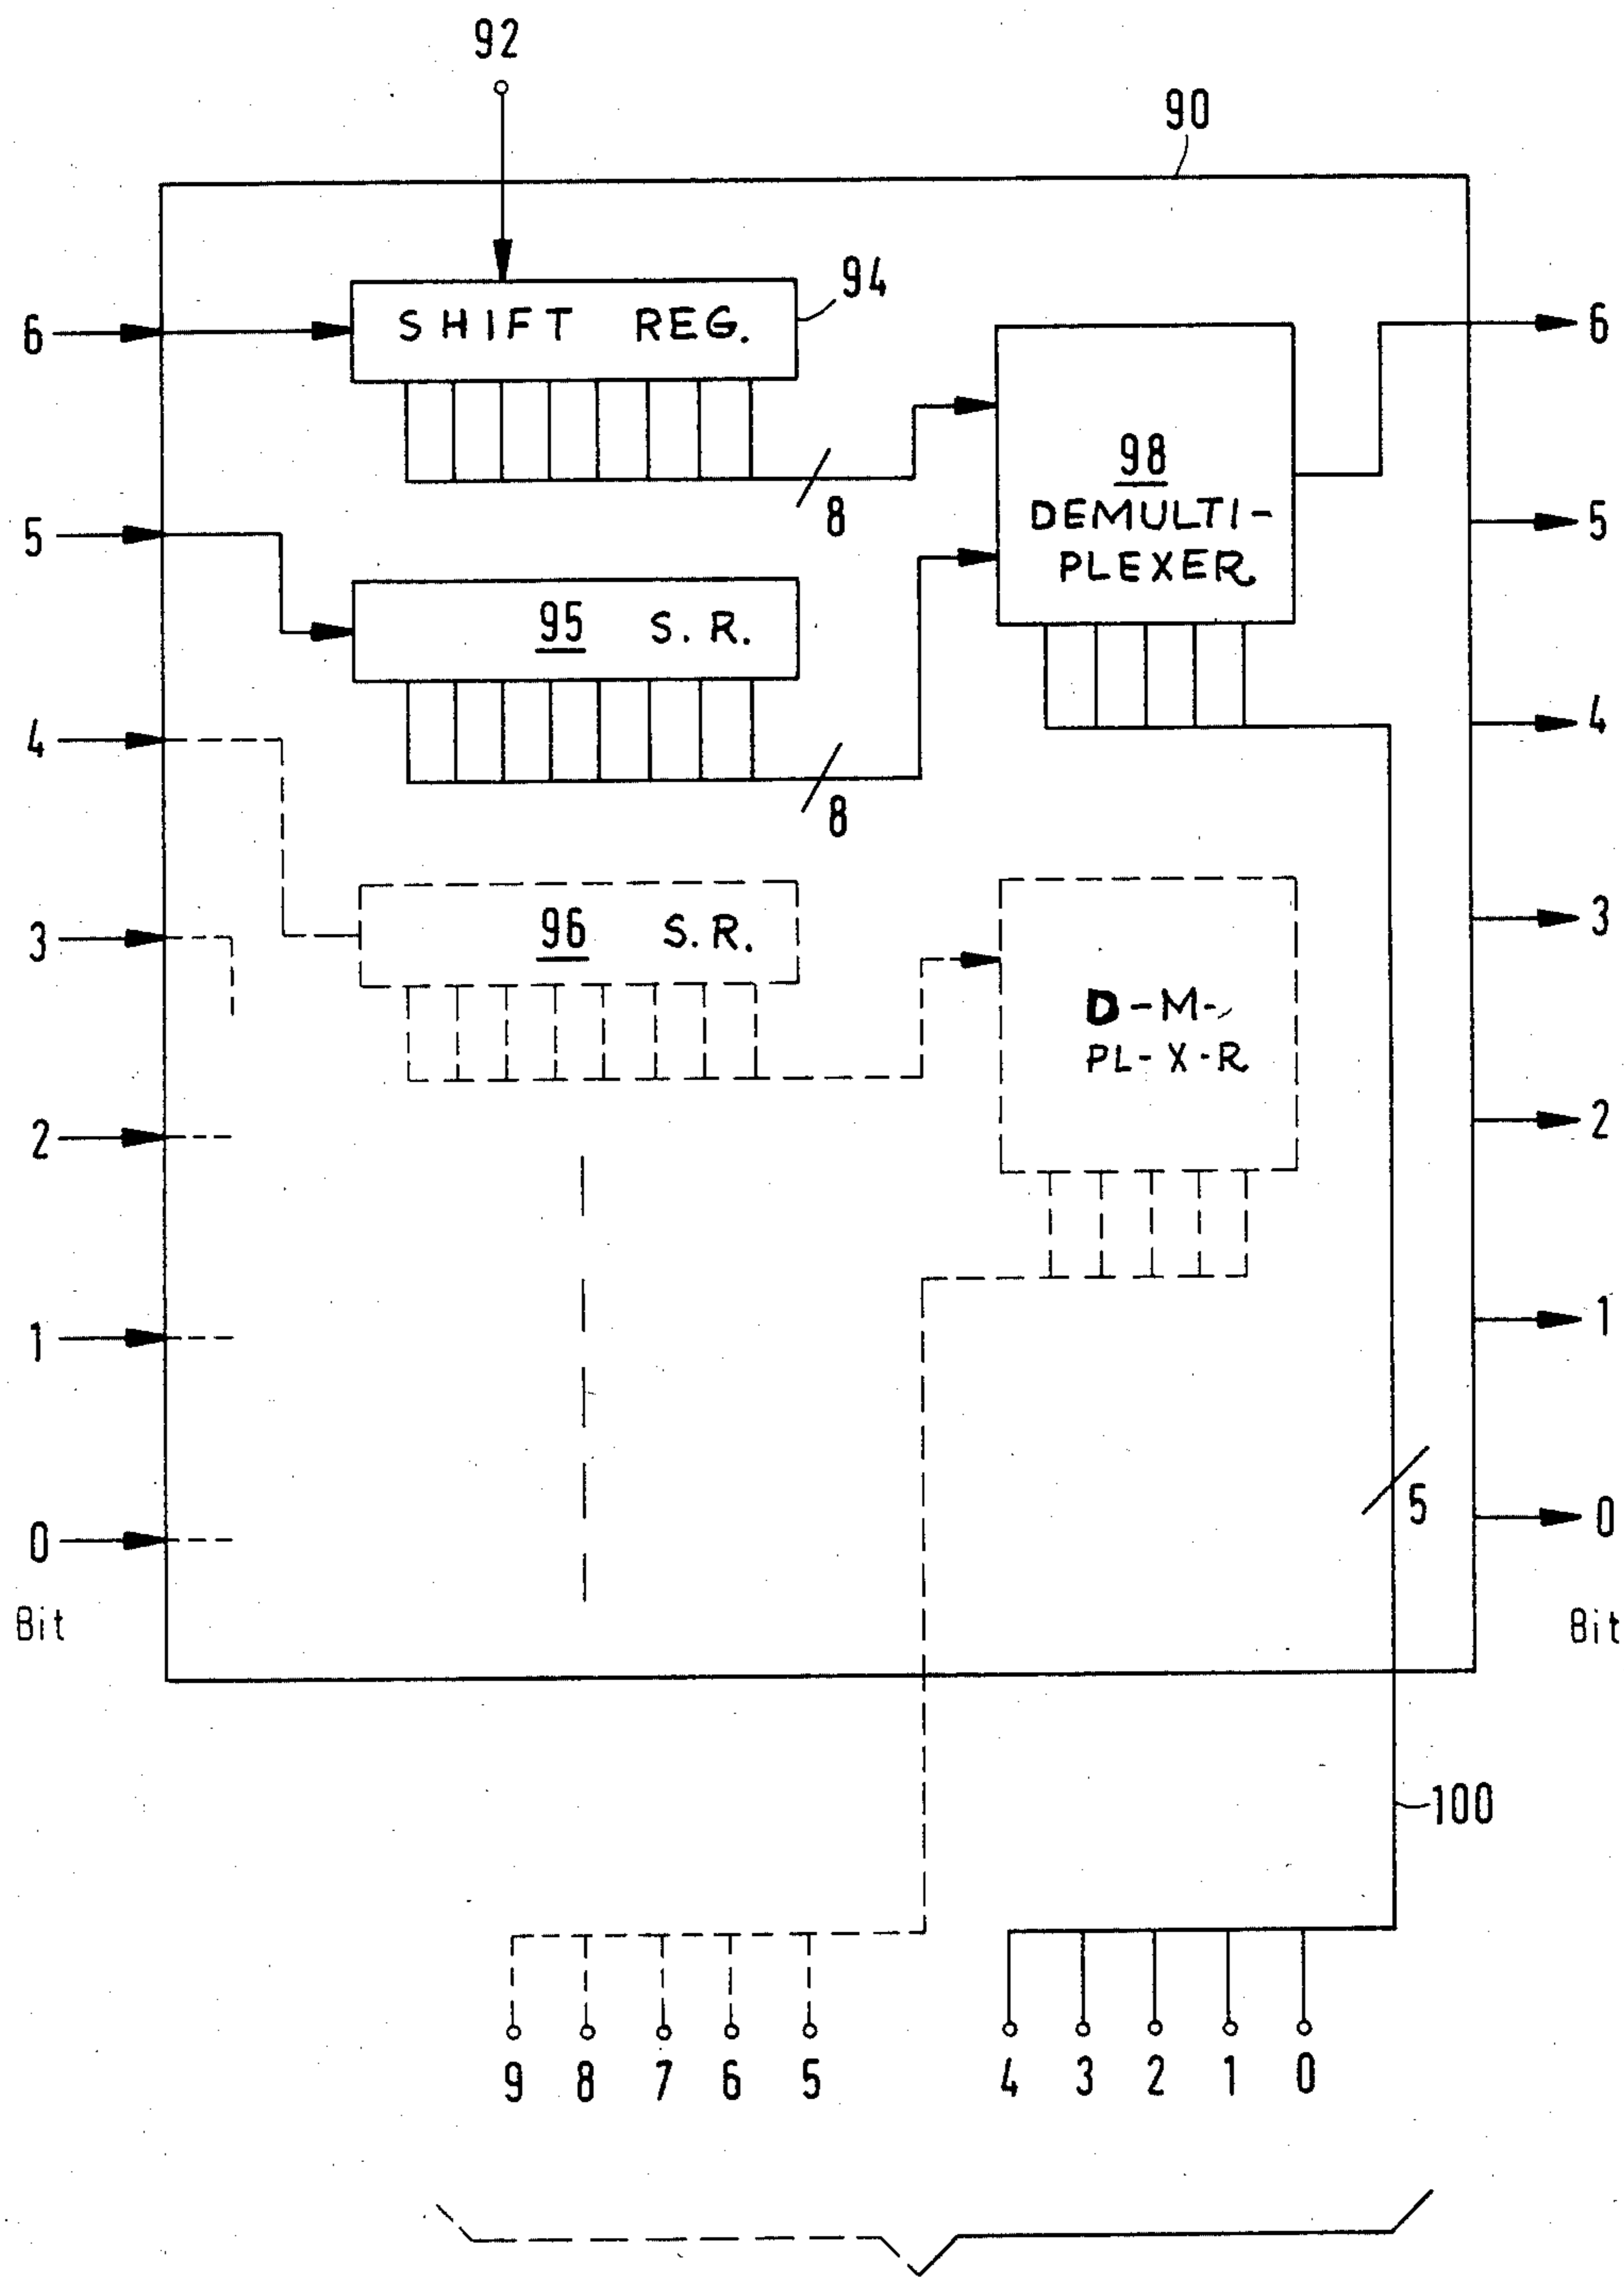 92
90
94
SHIFT REG.
6
6
98
DEMULTI-
PLEXER
8
5
5
95 S.R.
4
4
8
3
3
96 S.R.
D-M-
PL-X-R
2
2
1
1
5
0
0
Bit
Bit
100
9 8 7 6 5 4 3 2 1 0